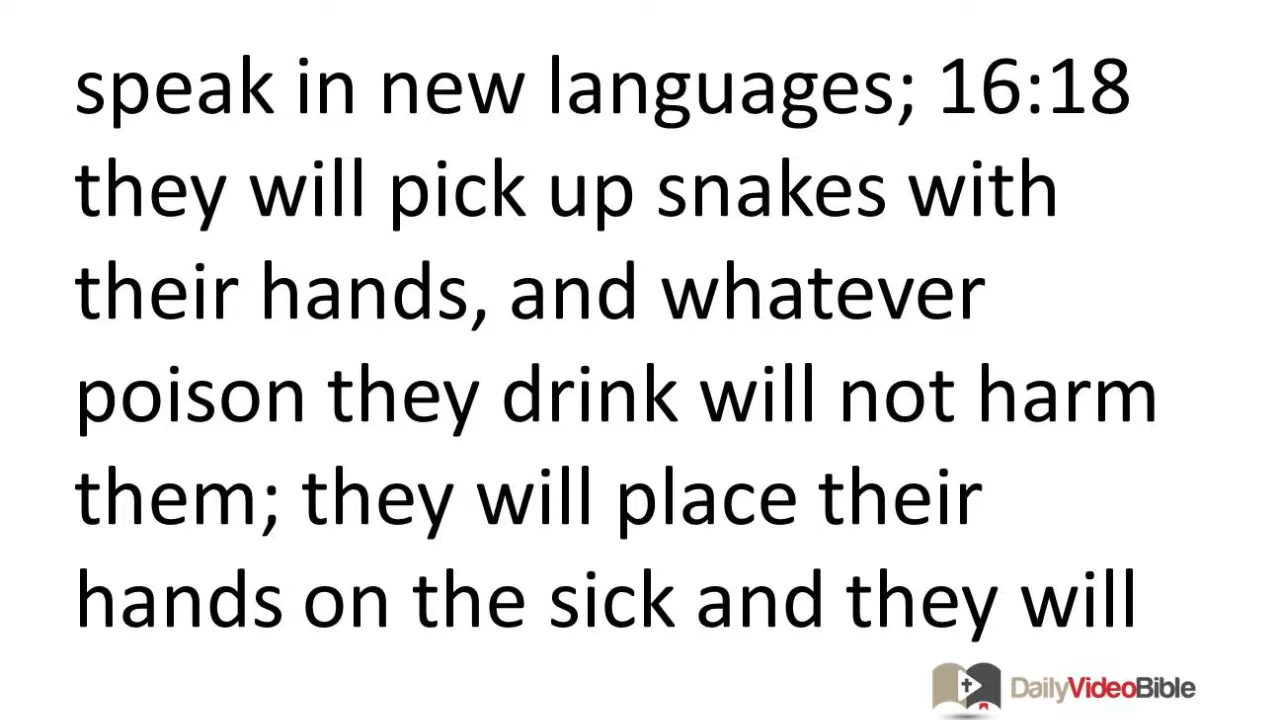 speak in new languages; 16:18
they will pick up snakes with
their hands, and whatever
poison they drink will not harm
them; they will place their
hands on the sick and they will
DailyVideoBible